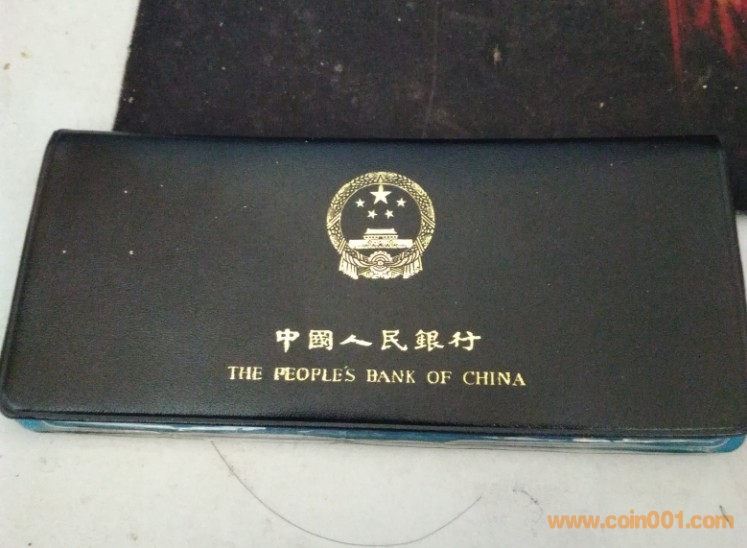 中國人民銀行
THE PEOPLE'S BANK OF CHINA
www.coin001.com